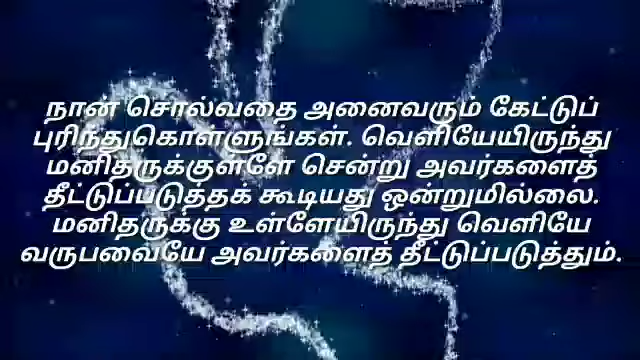 நான் சொல்வதை அனைவரும் கேட்டுப்
புரிந்துகொள்ளுங்கள். வெளியேயிருந்து
மனிதருக்குள்ளே சென்று அவர்களைத்
தீட்டுப்படுத்தக் கூடியது ஒன்றுமில்லை.
மனிதருக்கு உள்ளேயிருந்து வெளியே
வருபவையே அவர்களைத் தீட்டுப்படுத்தும்.